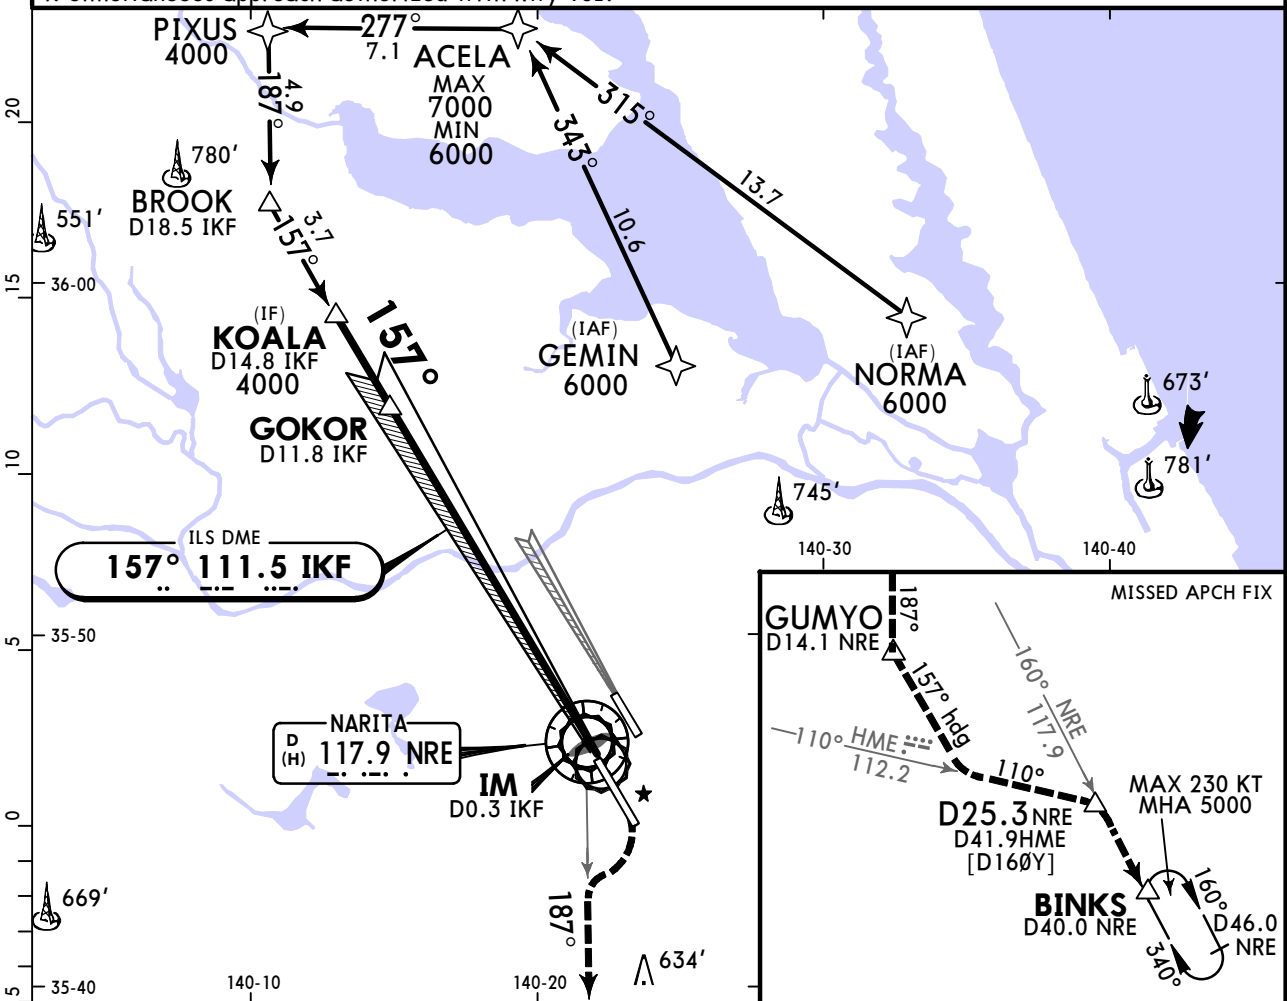 PIXUS
4000
277°
7.1
ACELA
MAX
7000
MIN
6000
4.9
187°
315°
343°
20
780'
BROOK
D18.5 IKF
551'
3.7
157°
13.7
10.6
15
36-00
(IF)
KOALA
D14.8 IKF
4000
157°
(IAF)
GEMIN
6000
(IAF)
NORMA
6000
673'
GOKOR
D11.8 IKF
10
781'
745'
ILS DME
157° 111.5 IKF
140-30
140-40
MISSED APCH FIX
5
35-50
GUMYO
D14.1 NRE
187°
157° hdg
160° NRE
117.9
110° HME
112.2
110°
NARITA
D
(H)
117.9 NRE
IM
D0.3 IKF
MAX 230 KT
MHA 5000
D25.3 NRE
D41.9HME
[D160Y]
0
BINKS
D40.0 NRE
160°
D46.0
NRE
340°
669'
187°
634'
5
35-40
140-10
140-20